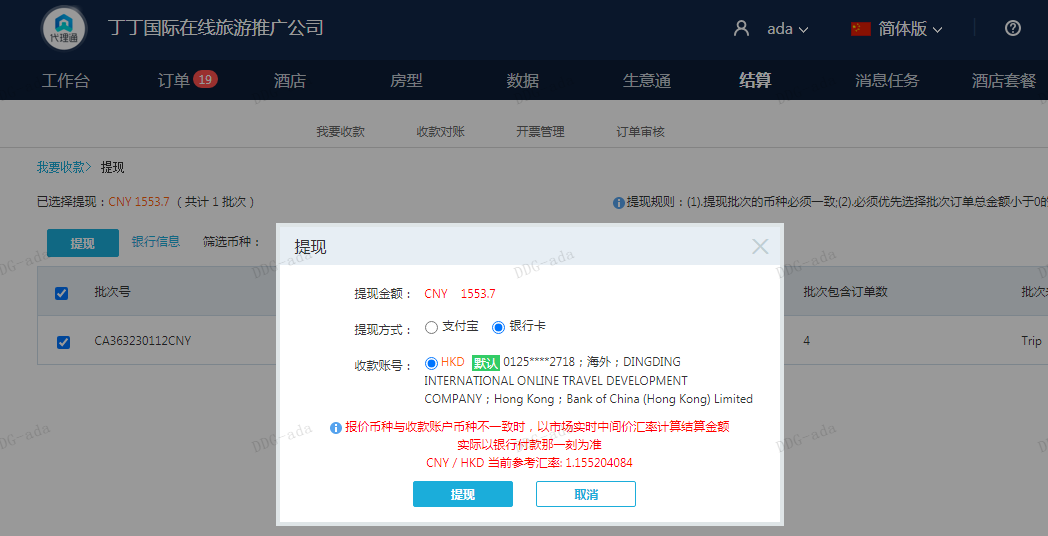 代理通
丁丁国际在线旅游推广公司
ada
简体版
工作台
订单 19
酒店
房型
数据
生意通
结算
消息任务
酒店套餐
我要收款
收款对账
开票管理
订单审核
我要收款> 提现
已选择提现：CNY 1553.7 （ 共计 1 批次 ）
提现规则：(1).提现批次的币种必须一致;(2).必须优先选择批次订单总金额小于0的
提现
银行信息
筛选币种：
批次号
批次包含订单数
CA363230112CNY
4
Trip
提现
提现金额： CNY 1553.7
提现方式： 支付宝 银行卡
收款账号： HKD 默认 0125****2718；海外；DINGDING
INTERNATIONAL ONLINE TRAVEL DEVELOPMENT
COMPANY；Hong Kong；Bank of China (Hong Kong) Limited
报价币种与收款账户币种不一致时，以市场实时中间价汇率计算结算金额
实际以银行付款那一刻为准
CNY / HKD 当前参考汇率: 1.155204084
提现
取消
DDG-ada
DDG-ada
DDG-ada
DDG-ada
DDG-ada
DDG-ada